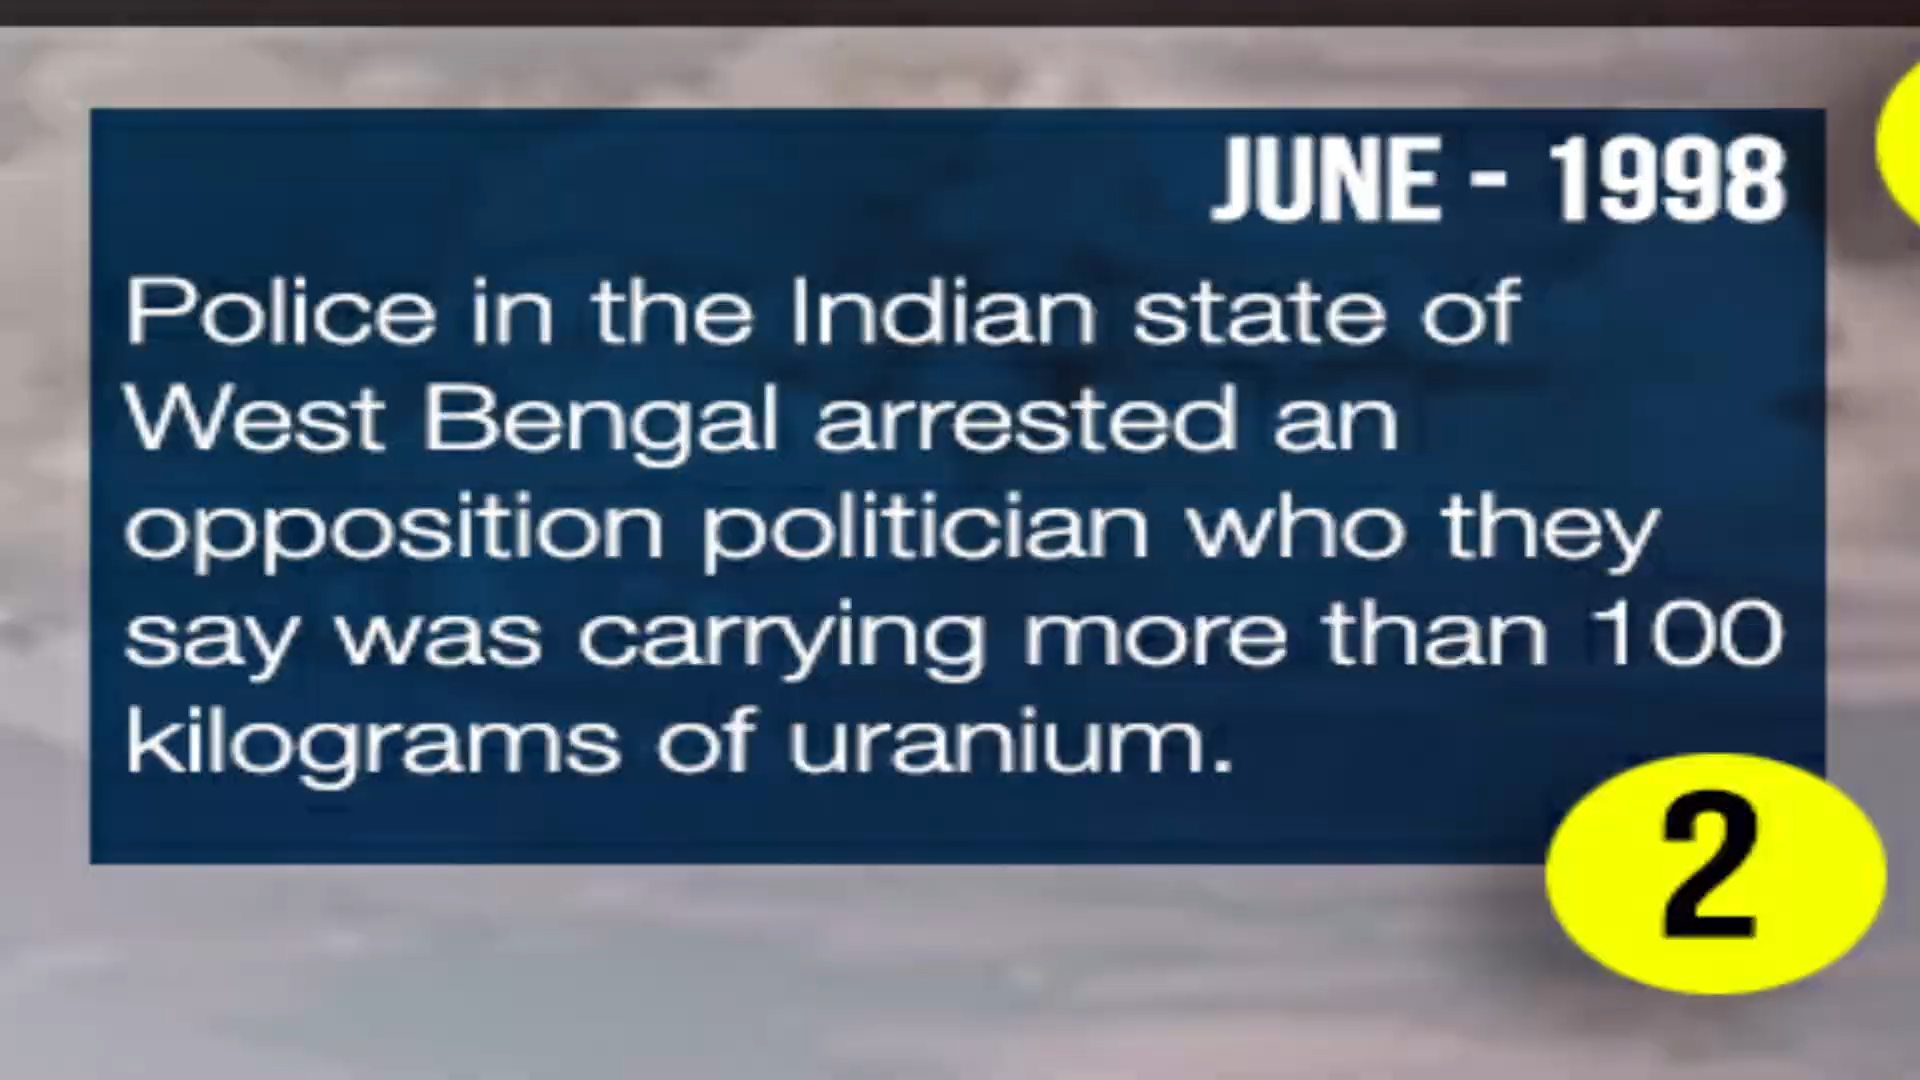 JUNE - 1998
Police in the Indian state of
West Bengal arrested an
opposition politician who they
say was carrying more than 100
kilograms of uranium.
2